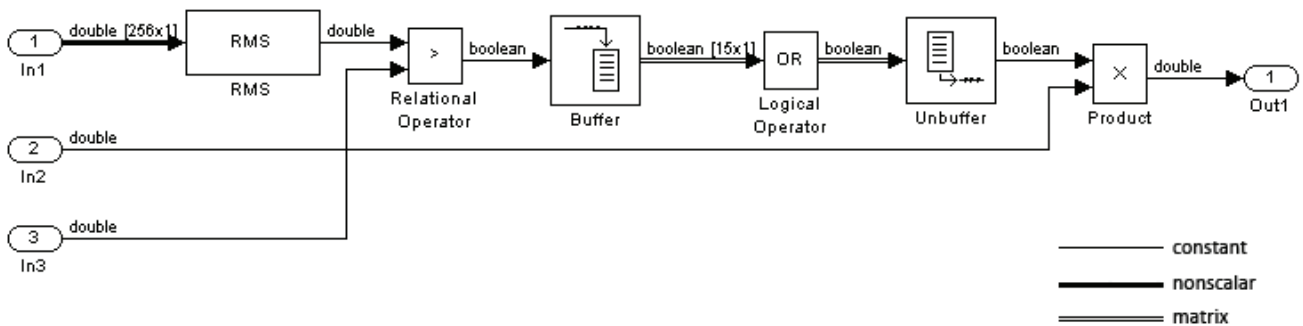 double [256x1]
RMS
double
>
boolean
boolean [15x1]
OR
boolean
boolean
×
double
1
In1
RMS
Relational
Operator
Buffer
Logical
Operator
Unbuffer
Product
1
Out1
double
2
In2
double
3
In3
constant
nonscalar
matrix